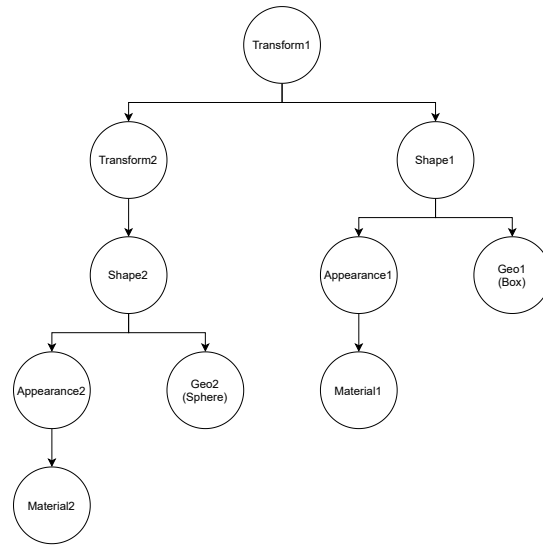 Transform1
Transform2
Shape1
Shape2
Appearance1
Geo1
(Box)
Appearance2
Geo2
(Sphere)
Material1
Material2